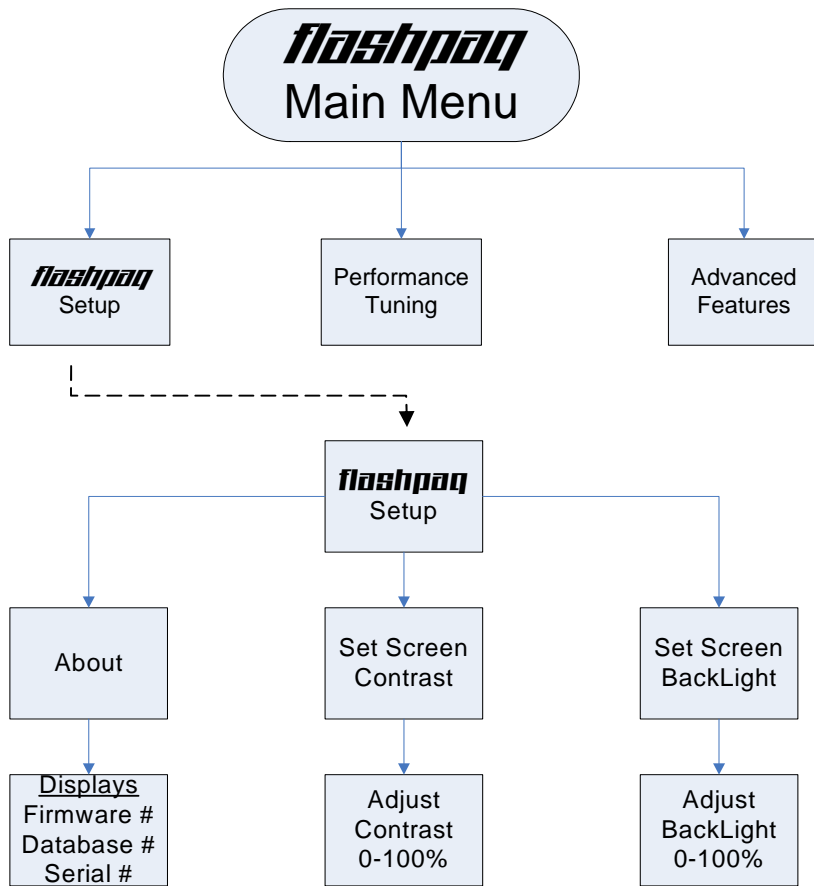 flashpaq
Main Menu
flashpaq
Setup
Performance
Tuning
Advanced
Features
flashpaq
Setup
About
Set Screen
Contrast
Set Screen
BackLight
Displays
Firmware #
Database #
Serial #
Adjust
Contrast
0-100%
Adjust
BackLight
0-100%